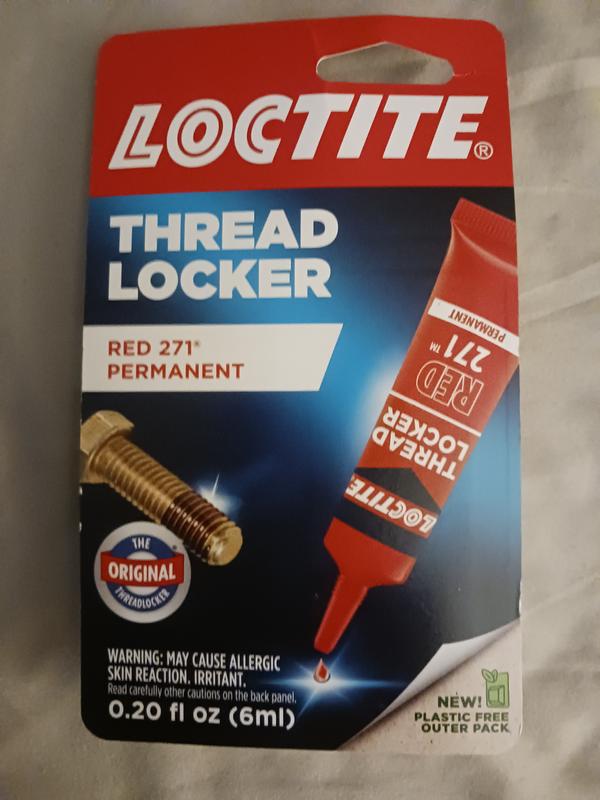 LOCTITE®
THREAD
LOCKER
RED 271®
PERMANENT
PERMANENT
RED 271™
THREAD
LOCKER
LOCTITE
THE
ORIGINAL®
THREADLOCKER
WARNING: MAY CAUSE ALLERGIC
SKIN REACTION. IRRITANT.
Read carefully other cautions on the back panel.
0.20 fl oz (6ml)
NEW!
PLASTIC FREE
OUTER PACK